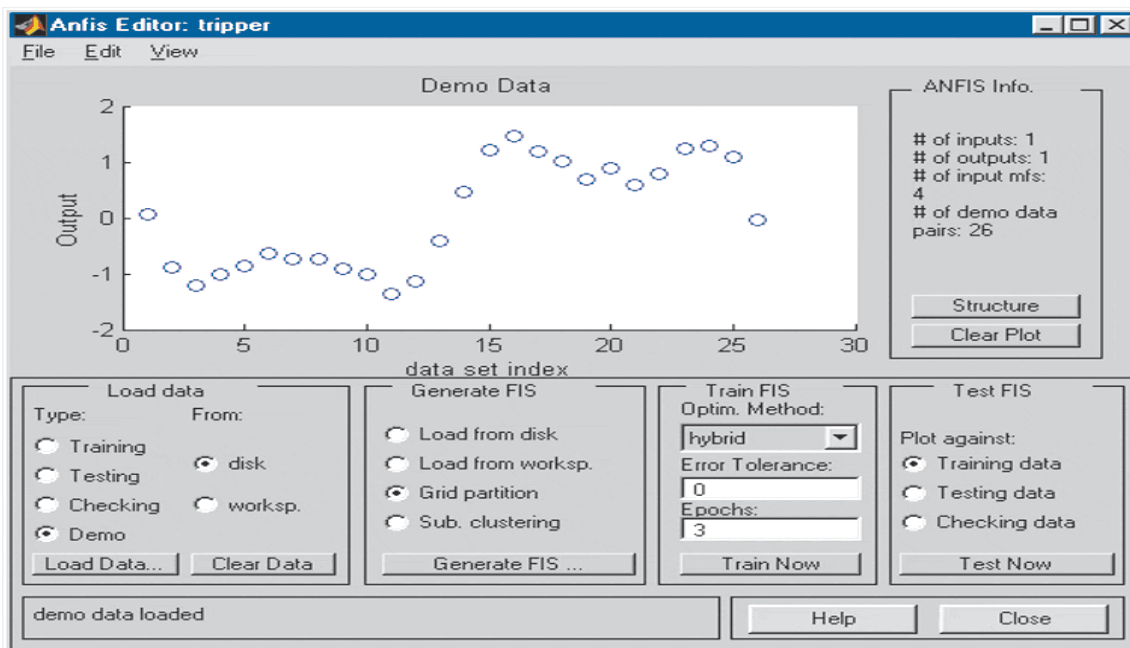 Anfis Editor: tripper
File Edit View
Demo Data
2
1
0
-1
-2
Output
0 5 10 15 20 25 30
data set index
ANFIS Info.
# of inputs: 1
# of outputs: 1
# of input mfs:
4
# of demo data
pairs: 26
Structure
Clear Plot
Load data
Type: From:
Training
Testing
Checking
Demo
disk
worksp.
Load Data... Clear Data
Generate FIS
Load from disk
Load from worksp.
Grid partition
Sub. clustering
Generate FIS ...
Train FIS
Optim. Method:
hybrid
Error Tolerance:
0
Epochs:
3
Train Now
Test FIS
Plot against:
Training data
Testing data
Checking data
Test Now
demo data loaded
Help Close